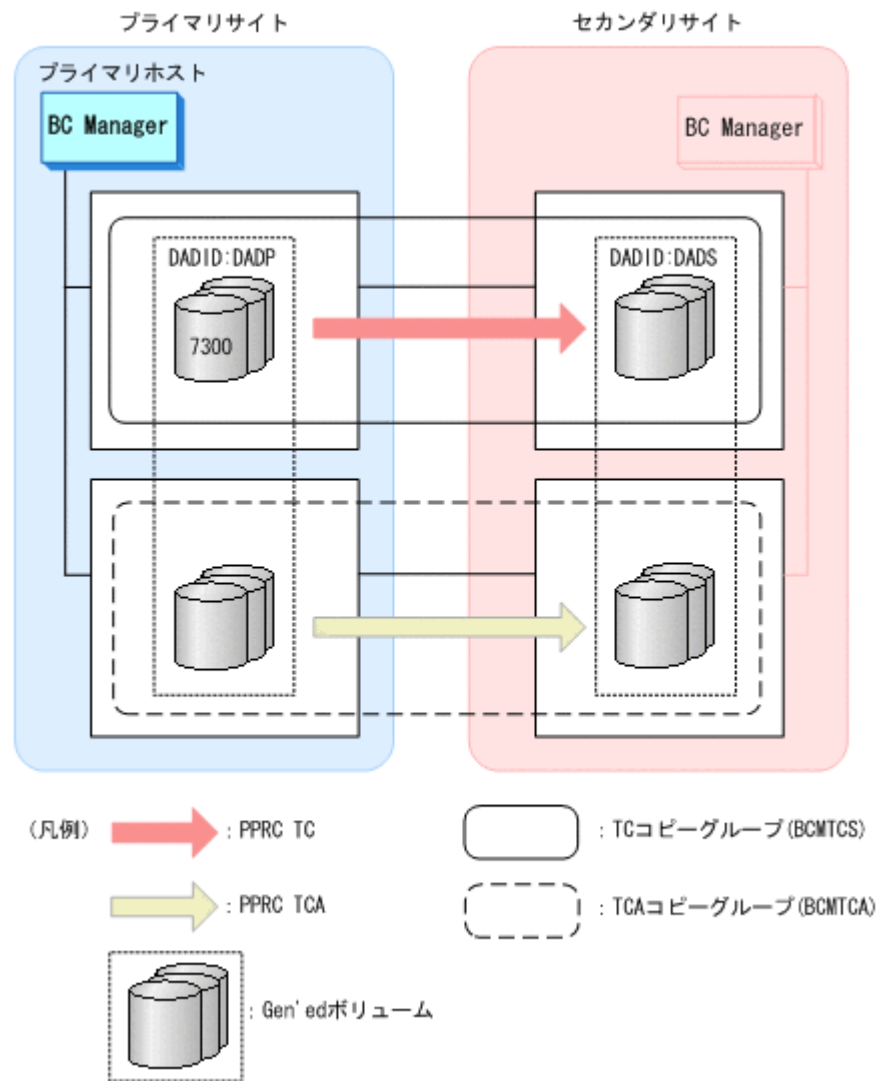 プライマリサイト
セカンダリサイト
プライマリホスト
BC Manager
BC Manager
DADID:DADP
DADID:DADS
7300
(凡例)
: PPRC TC
: TCコピーグループ(BCMTCS)
: PPRC TCA
: TCAコピーグループ(BCMTCA)
: Gen'edボリューム